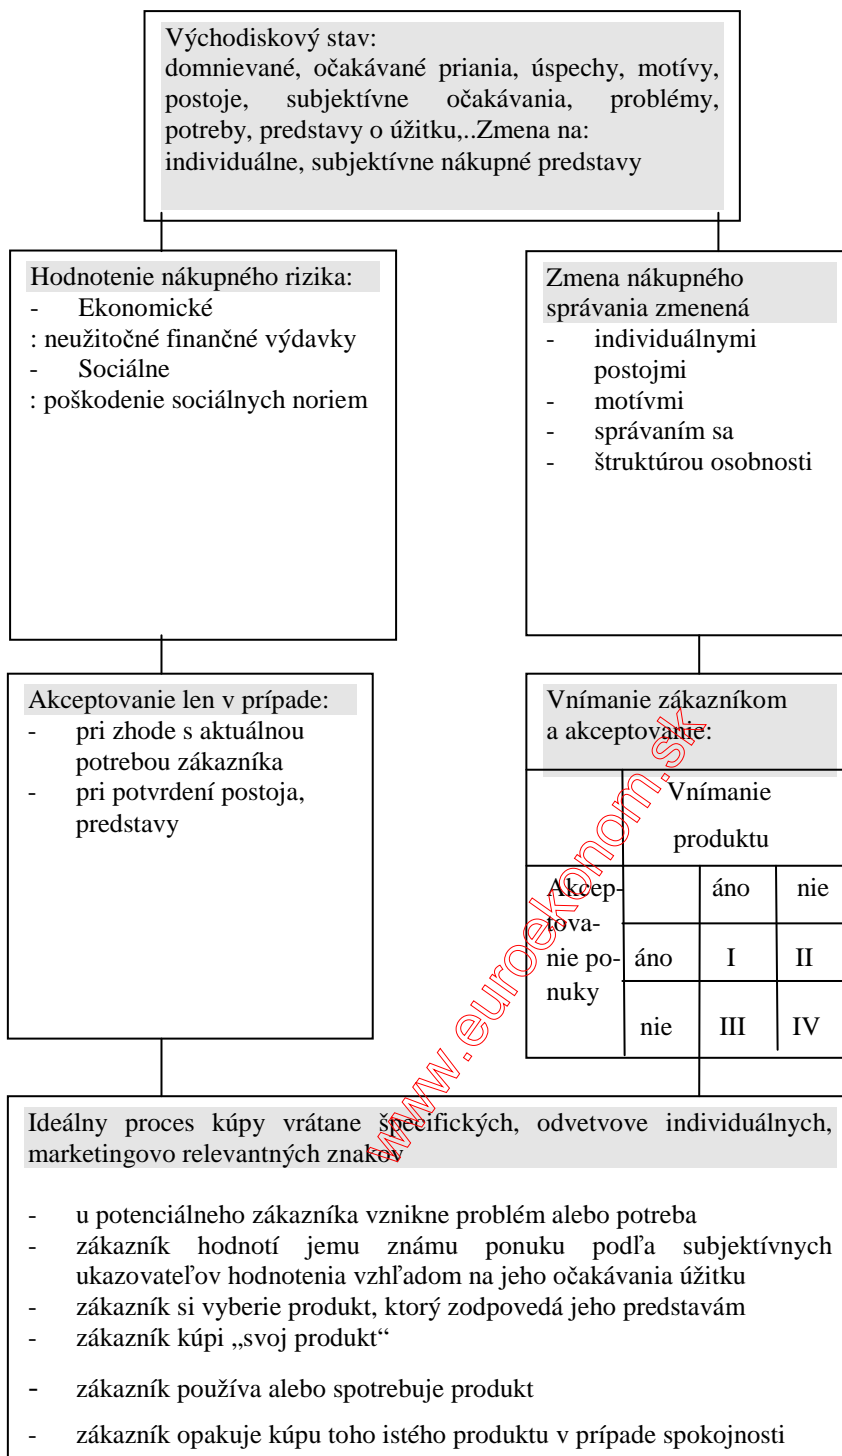 Východiskový stav:
domnievané, očakávané priania, úspechy, motívy,
postoje, subjektívne očakávania, problémy,
potreby, predstavy o úžitku,..Zmena na:
individuálne, subjektívne nákupné predstavy
Hodnotenie nákupného rizika:
- Ekonomické
: neužitočné finančné výdavky
- Sociálne
: poškodenie sociálnych noriem
Zmena nákupného
správania zmenená
- individuálnymi
postojmi
- motívmi
- správaním sa
- štruktúrou osobnosti
Akceptovanie len v prípade:
- pri zhode s aktuálnou
potrebou zákazníka
- pri potvrdení postoja,
predstavy
Vnímanie zákazníkom
a akceptovanie:
Vnímanie
produktu
Akcep-
tova-
nie po-
nuky
áno nie
áno I II
nie III IV
www.euroekonom.sk
Ideálny proces kúpy vrátane špecifických, odvetvove individuálnych,
marketingovo relevantných znakov
- u potenciálneho zákazníka vznikne problém alebo potreba
- zákazník hodnotí jemu známu ponuku podľa subjektívnych
ukazovateľov hodnotenia vzhľadom na jeho očakávania úžitku
- zákazník si vyberie produkt, ktorý zodpovedá jeho predstavám
- zákazník kúpi „svoj produkt“
- zákazník používa alebo spotrebuje produkt
- zákazník opakuje kúpu toho istého produktu v prípade spokojnosti